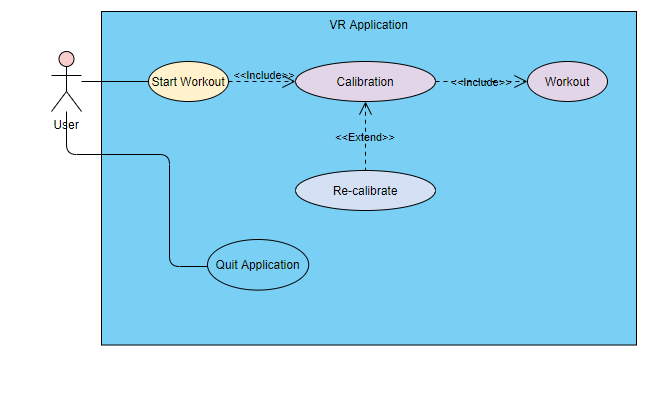 VR Application
Start Workout
<<Include>>
Calibration
<<Include>>
Workout
User
<<Extend>>
Re-calibrate
Quit Application